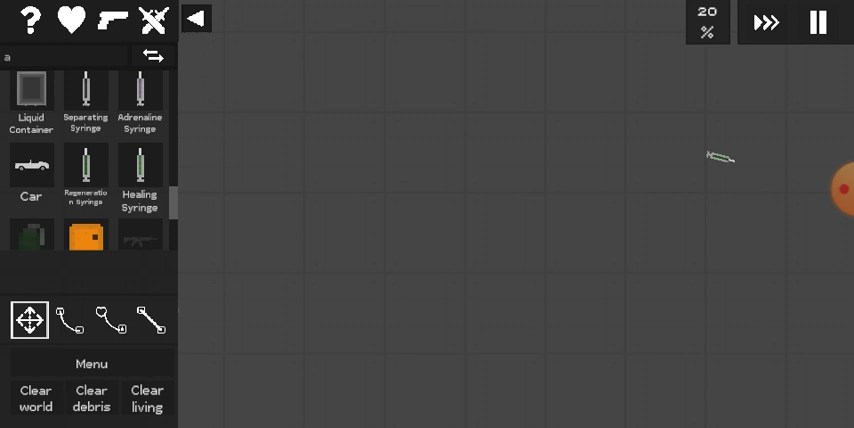 ?
20
%
a
Liquid
Container
Separating
Syringe
Adrenaline
Syringe
Car
Regeneratio
n Syringe
Healing
Syringe
Menu
Clear
world
Clear
debris
Clear
living